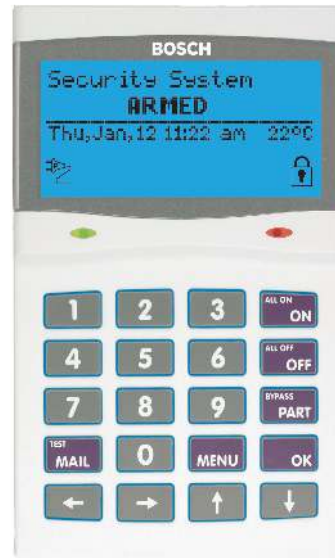 BOSCH
Security System
ARMED
Thu,Jan,12 11:22 am 22ºC
1 2 3 ALL ON ON
4 5 6 ALL OFF OFF
7 8 9 BYPASS PART
TEST MAIL 0 MENU OK
← → ↑ ↓